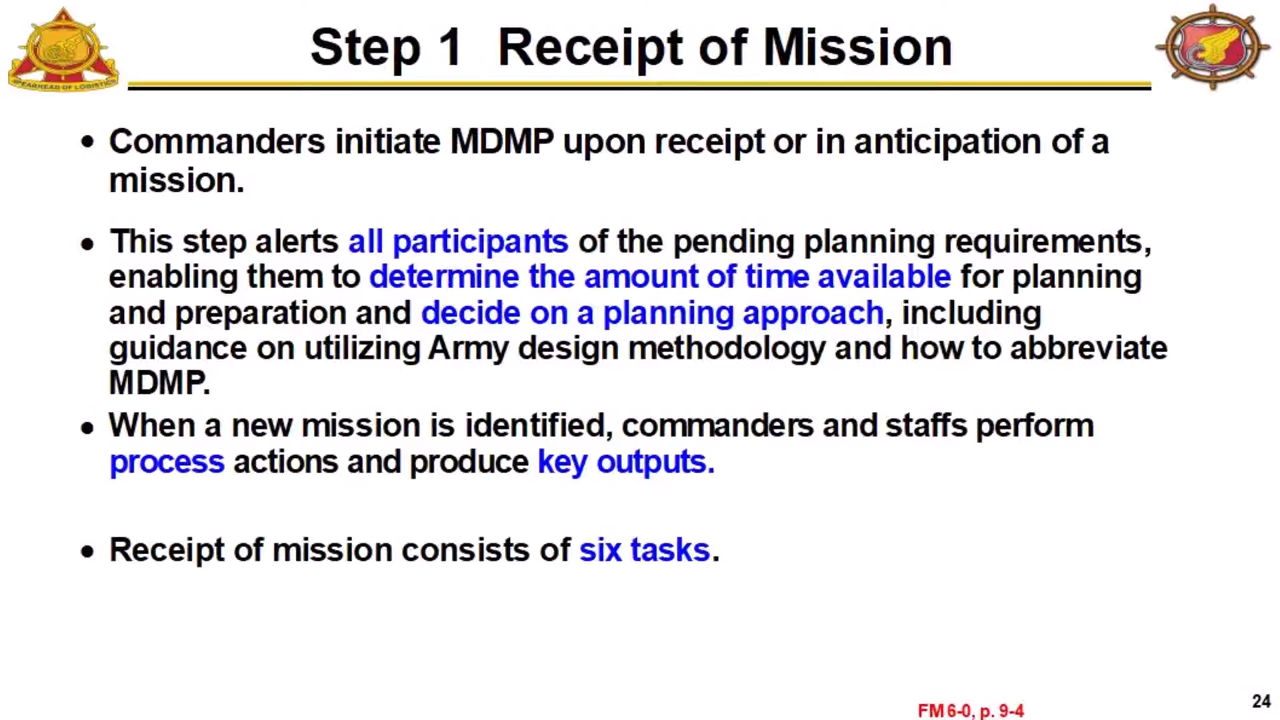 Step 1 Receipt of Mission
SPEARHEAD OF LOGISTICS
• Commanders initiate MDMP upon receipt or in anticipation of a
mission.
• This step alerts all participants of the pending planning requirements,
enabling them to determine the amount of time available for planning
and preparation and decide on a planning approach, including
guidance on utilizing Army design methodology and how to abbreviate
MDMP.
• When a new mission is identified, commanders and staffs perform
process actions and produce key outputs.
• Receipt of mission consists of six tasks.
FM 6-0, p. 9-4
24